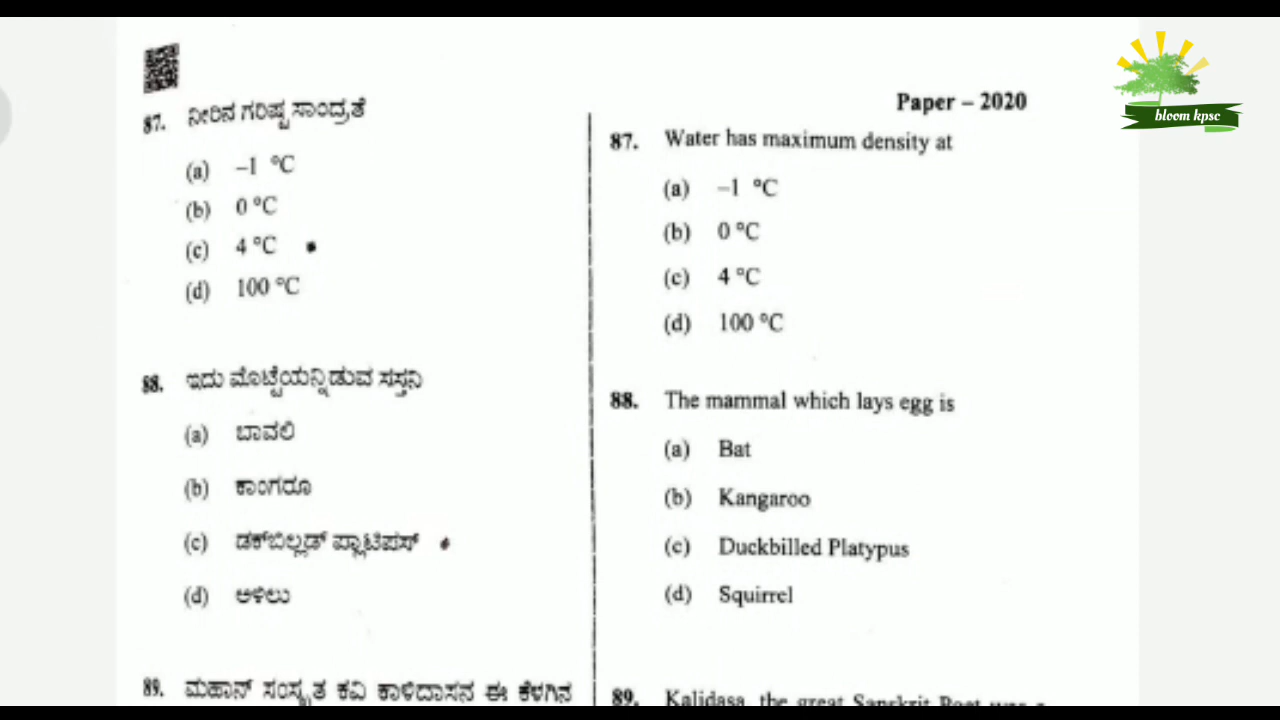 87. ನೀರಿನ ಗರಿಷ್ಟ ಸಾಂದ್ರತೆ
(a) –1 °C
(b) 0 °C
(c) 4 °C
(d) 100 °C
88. ಇದು ಮೊಟ್ಟೆಯನ್ನಿಡುವ ಸಸ್ತನಿ
(a) ಬಾವಲಿ
(b) ಕಾಂಗರೂ
(c) ಡಕ್‌ಬಿಲ್ಲಡ್ ಪ್ಲಾಟಿಪಸ್
(d) ಅಳಿಲು
89. ಮಹಾನ್ ಸಂಸ್ಕೃತ ಕವಿ ಕಾಳಿದಾಸನ ಈ ಕೆಳಗಿನ
Paper – 2020
87. Water has maximum density at
(a) –1 °C
(b) 0 °C
(c) 4 °C
(d) 100 °C
88. The mammal which lays egg is
(a) Bat
(b) Kangaroo
(c) Duckbilled Platypus
(d) Squirrel
89. Kalidasa, the great Sanskrit Poet was a
bloom kpsc